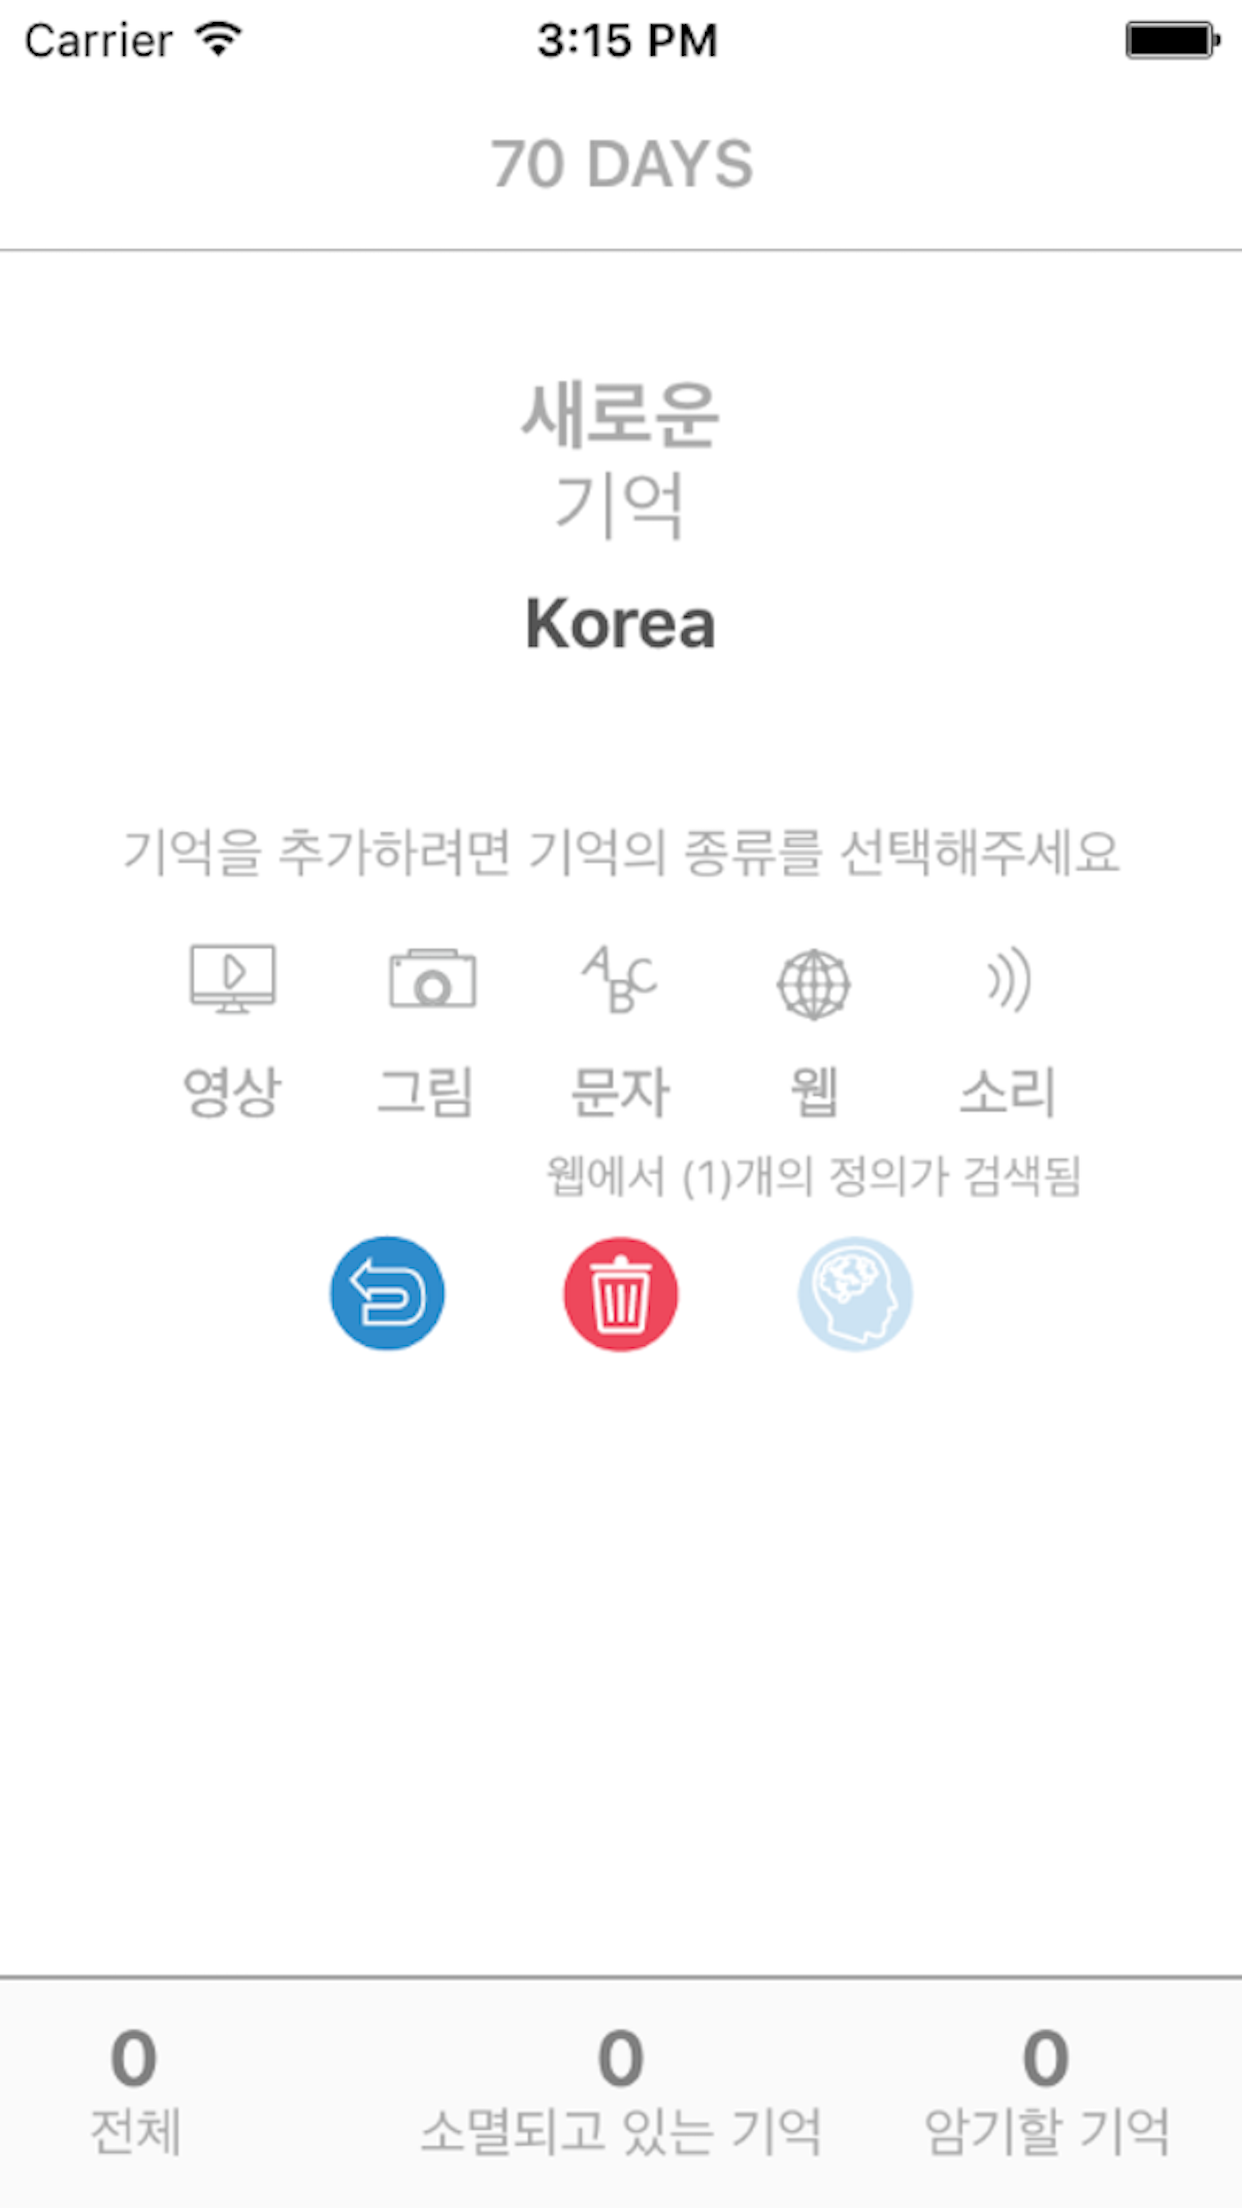 Carrier 3:15 PM
70 DAYS
새로운
기억
Korea
기억을 추가하려면 기억의 종류를 선택해주세요
A B C
영상 그림 문자 웹 소리
웹에서 (1)개의 정의가 검색됨
0 0 0
전체 소멸되고 있는 기억 암기할 기억